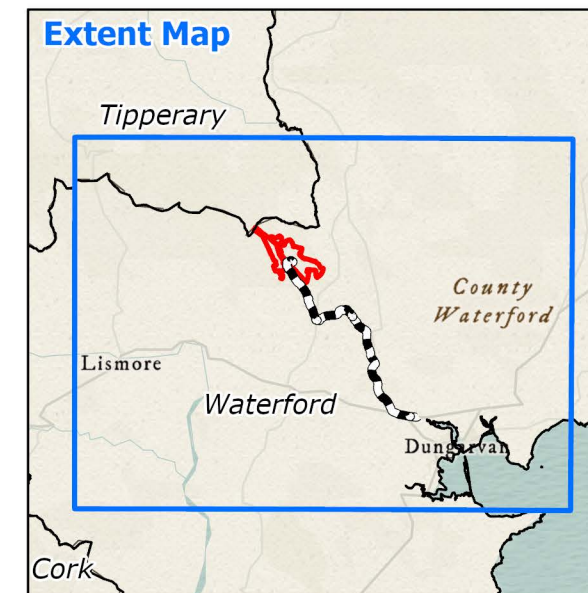 Extent Map
Tipperary
County
Waterford
Lismore
Waterford
Dungarvan
Cork